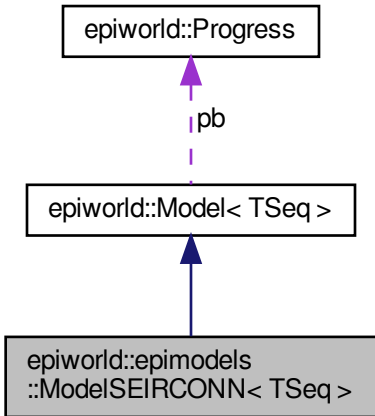 epiworld::Progress
pb
epiworld::Model< TSeq >
epiworld::epimodels
::ModelSEIRCONN< TSeq >